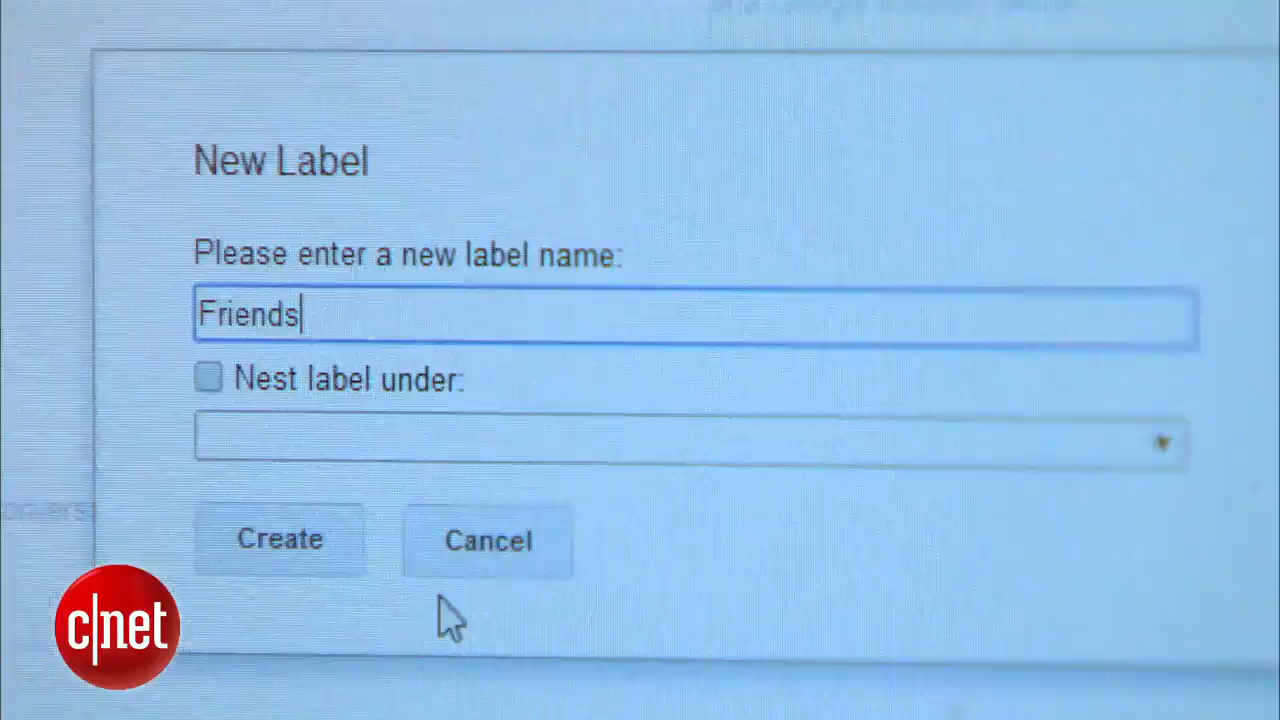 New Label
Please enter a new label name:
Friends
Nest label under:
Create Cancel
c|net